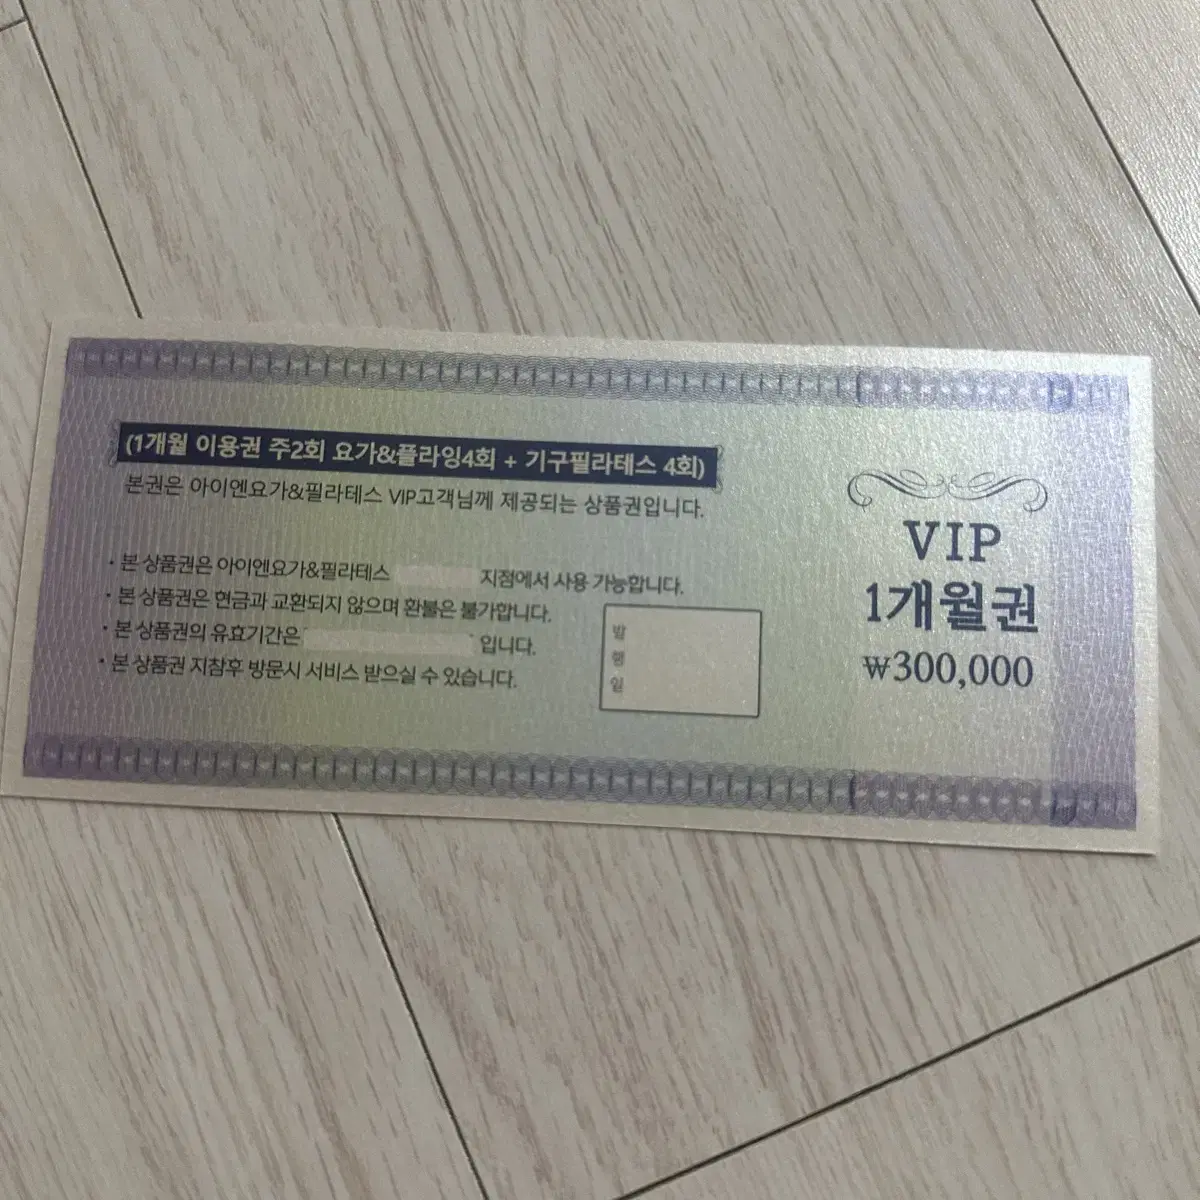 (1개월 이용권 주2회 요가&플라잉4회 + 기구필라테스 4회)
본권은 아이엔요가&필라테스 VIP고객님께 제공되는 상품권입니다.
· 본 상품권은 아이엔요가&필라테스 지점에서 사용 가능합니다.
· 본 상품권은 현금과 교환되지 않으며 환불은 불가합니다.
· 본 상품권의 유효기간은 입니다.
· 본 상품권 지참후 방문시 서비스 받으실 수 있습니다.
발
행
일
VIP
1개월권
₩300,000